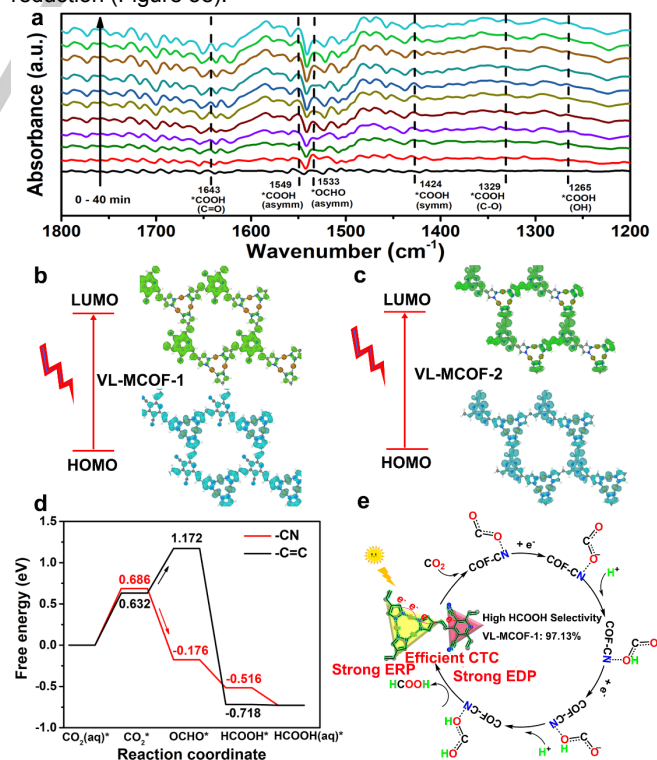 reduction (Figure 5e).
a
Absorbance (a.u.)
0 - 40 min
1643
*COOH
(C=O)
1549
*COOH
(asymm)
1533
*OCHO
(asymm)
1424
*COOH
(symm)
1329
*COOH
(C-O)
1265
*COOH
(OH)
1800 1700 1600 1500 1400 1300 1200
Wavenumber (cm⁻¹)
b
LUMO
VL-MCOF-1
HOMO
c
LUMO
VL-MCOF-2
HOMO
d
Free energy (eV)
1.5
1.0
0.5
0.0
-0.5
-1.0
-CN
-C=C
1.172
0.686
0.632
-0.176
-0.516
-0.718
CO₂(aq)* CO₂* OCHO* HCOOH* HCOOH(aq)*
Reaction coordinate
e
CO₂
+ e⁻
COF-CN
O C O
COF-CN
O C O
H⁺
COF-CN
O C OH
+ e⁻
COF-CN
HO C O⁻
H⁺
COF-CN
HO C O H
HCOOH
e⁻ e⁻ e⁻
High HCOOH Selectivity
VL-MCOF-1: 97.13%
Efficient CTC
Strong ERP
Strong EDP